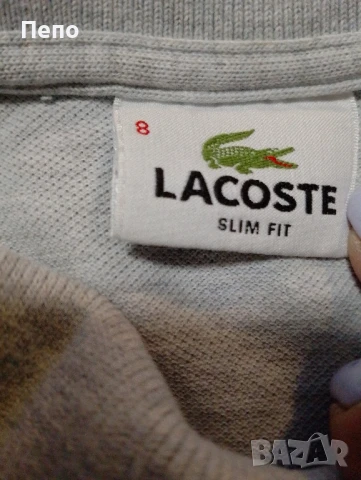 Пепо
8
LACOSTE
SLIM FIT
BAZAR